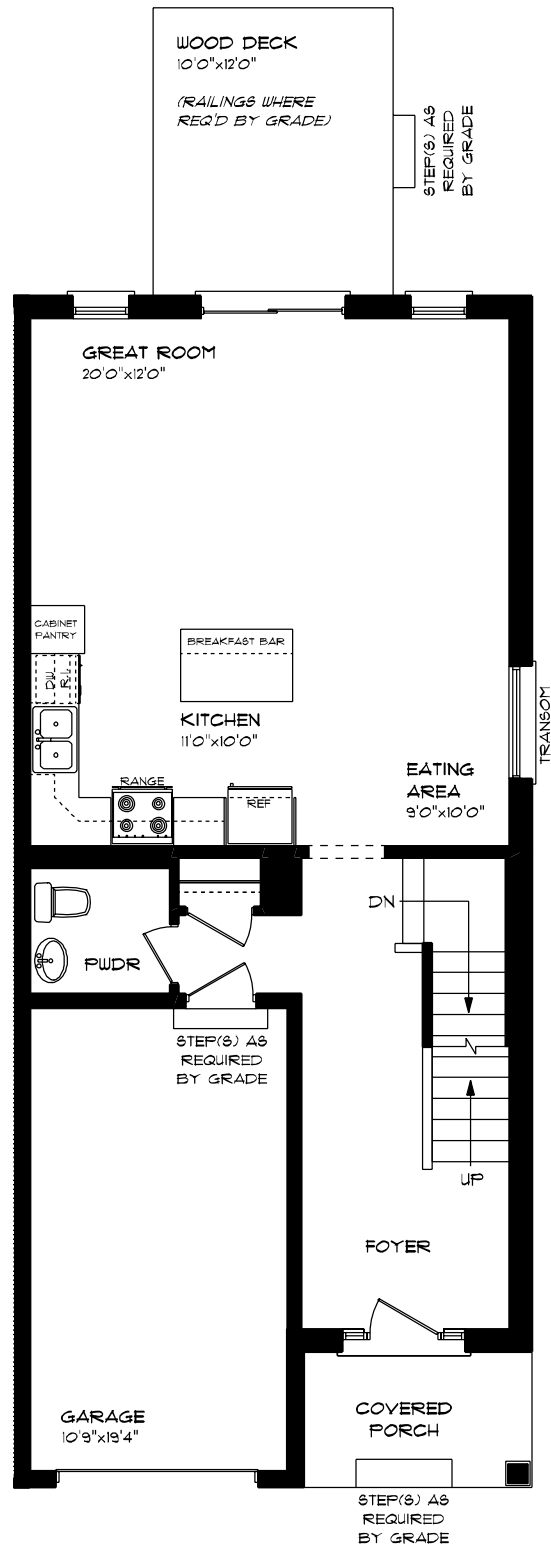 WOOD DECK
10'0"x12'0"
(RAILINGS WHERE
REQ'D BY GRADE)
STEP(S) AS
REQUIRED
BY GRADE
GREAT ROOM
20'0"x12'0"
CABINET
PANTRY
BREAKFAST BAR
D.W.
R.I.
KITCHEN
11'0"x10'0"
TRANSOM
RANGE
REF
EATING
AREA
9'0"x10'0"
DN
PWDR
STEP(S) AS
REQUIRED
BY GRADE
UP
FOYER
GARAGE
10'9"x19'4"
COVERED
PORCH
STEP(S) AS
REQUIRED
BY GRADE